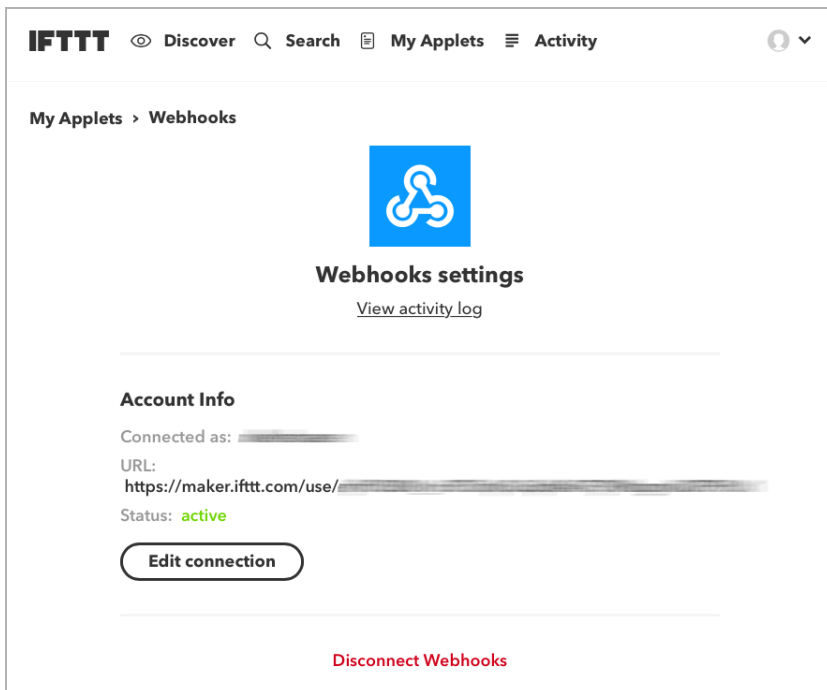 IFTTT Discover Search My Applets Activity
My Applets › Webhooks
Webhooks settings
View activity log
Account Info
Connected as:
URL:
https://maker.ifttt.com/use/
Status: active
Edit connection
Disconnect Webhooks